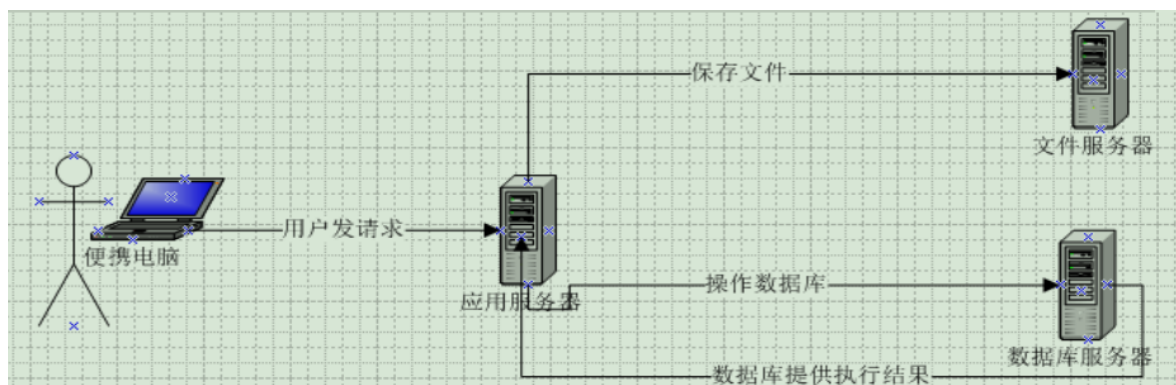 保存文件
文件服务器
用户发请求
便携电脑
应用服务器
操作数据库
数据库服务器
数据库提供执行结果